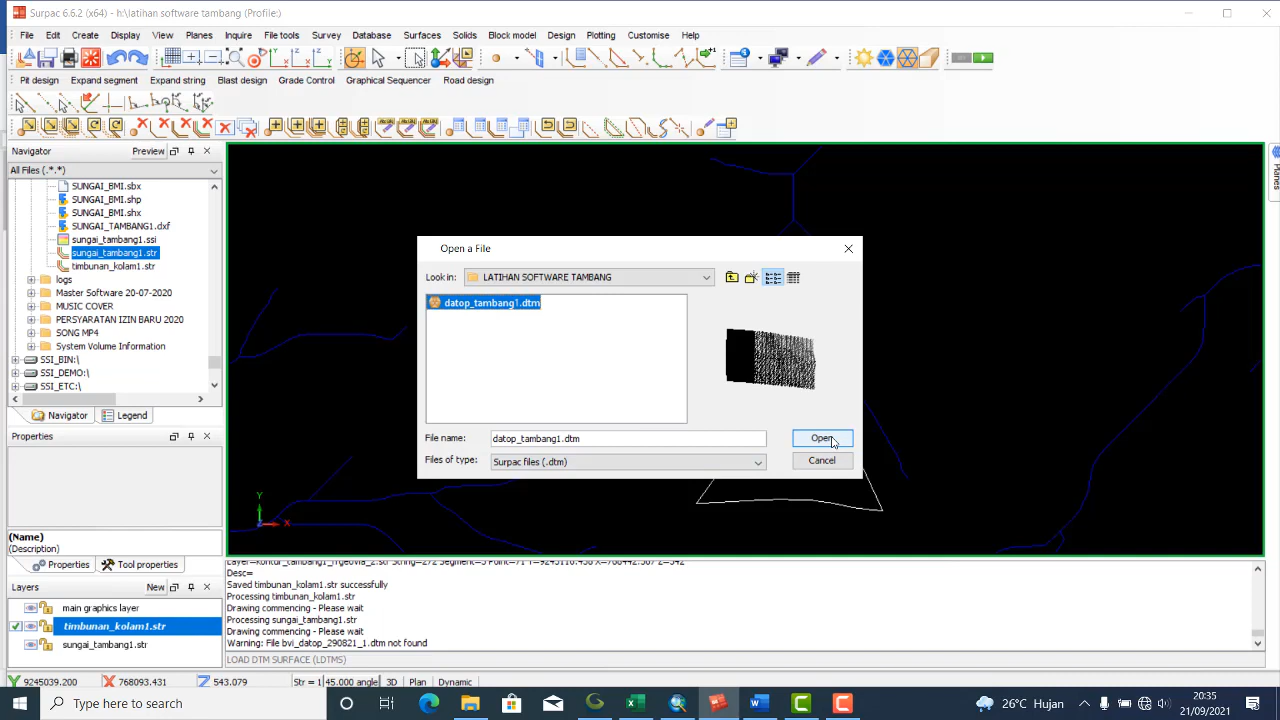 Surpac 6.6.2 (x64) - h:\latihan software tambang (Profile:)
File Edit Create Display View Planes Inquire File tools Survey Database Surfaces Solids Block model Design Plotting Customise Help
Pit design Expand segment Expand string Blast design Grade Control Graphical Sequencer Road design
Navigator Preview
All Files (*.*)
SUNGAI_BMI.sbx
SUNGAI_BMI.shp
SUNGAI_BMI.shx
SUNGAI_TAMBANG1.dxf
sungai_tambang1.ssi
sungai_tambang1.str
timbunan_kolam1.str
logs
Master Software 20-07-2020
MUSIC COVER
PERSYARATAN IZIN BARU 2020
SONG MP4
System Volume Information
SSI_BIN:\
SSI_DEMO:\
SSI_ETC:\
Navigator Legend
Planes
Open a File
Look in: LATIHAN SOFTWARE TAMBANG
datop_tambang1.dtm
File name: datop_tambang1.dtm Open
Files of type: Surpac files (.dtm) Cancel
Y
X
Properties
(Name)
(Description)
Properties Tool properties
Layers New
main graphics layer
timbunan_kolam1.str
sungai_tambang1.str
Desc=
Saved timbunan_kolam1.str successfully
Processing timbunan_kolam1.str
Drawing commencing - Please wait
Processing sungai_tambang1.str
Drawing commencing - Please wait
Warning: File bvi_datop_290821_1.dtm not found
LOAD DTM SURFACE (LDTMS)
Y 9245039.200 X 768093.431 Z 543.079 Str = 1 45.000 angle 3D Plan Dynamic
Type here to search
26°C Hujan
20:35
21/09/2021